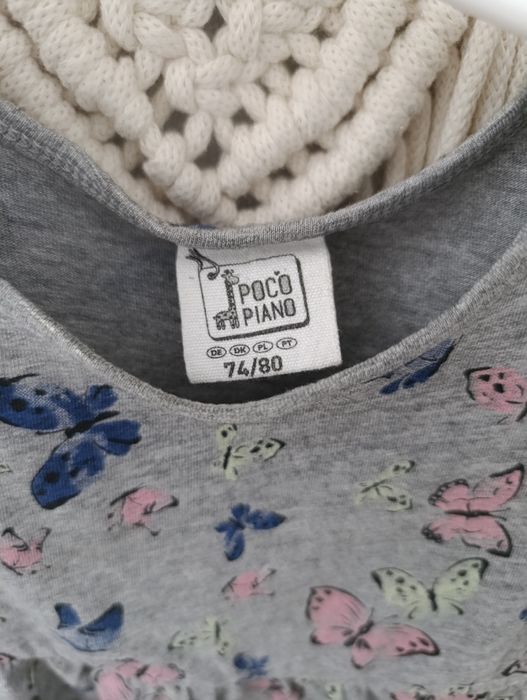 POCO
PIANO
DE DK PL PT
74/80